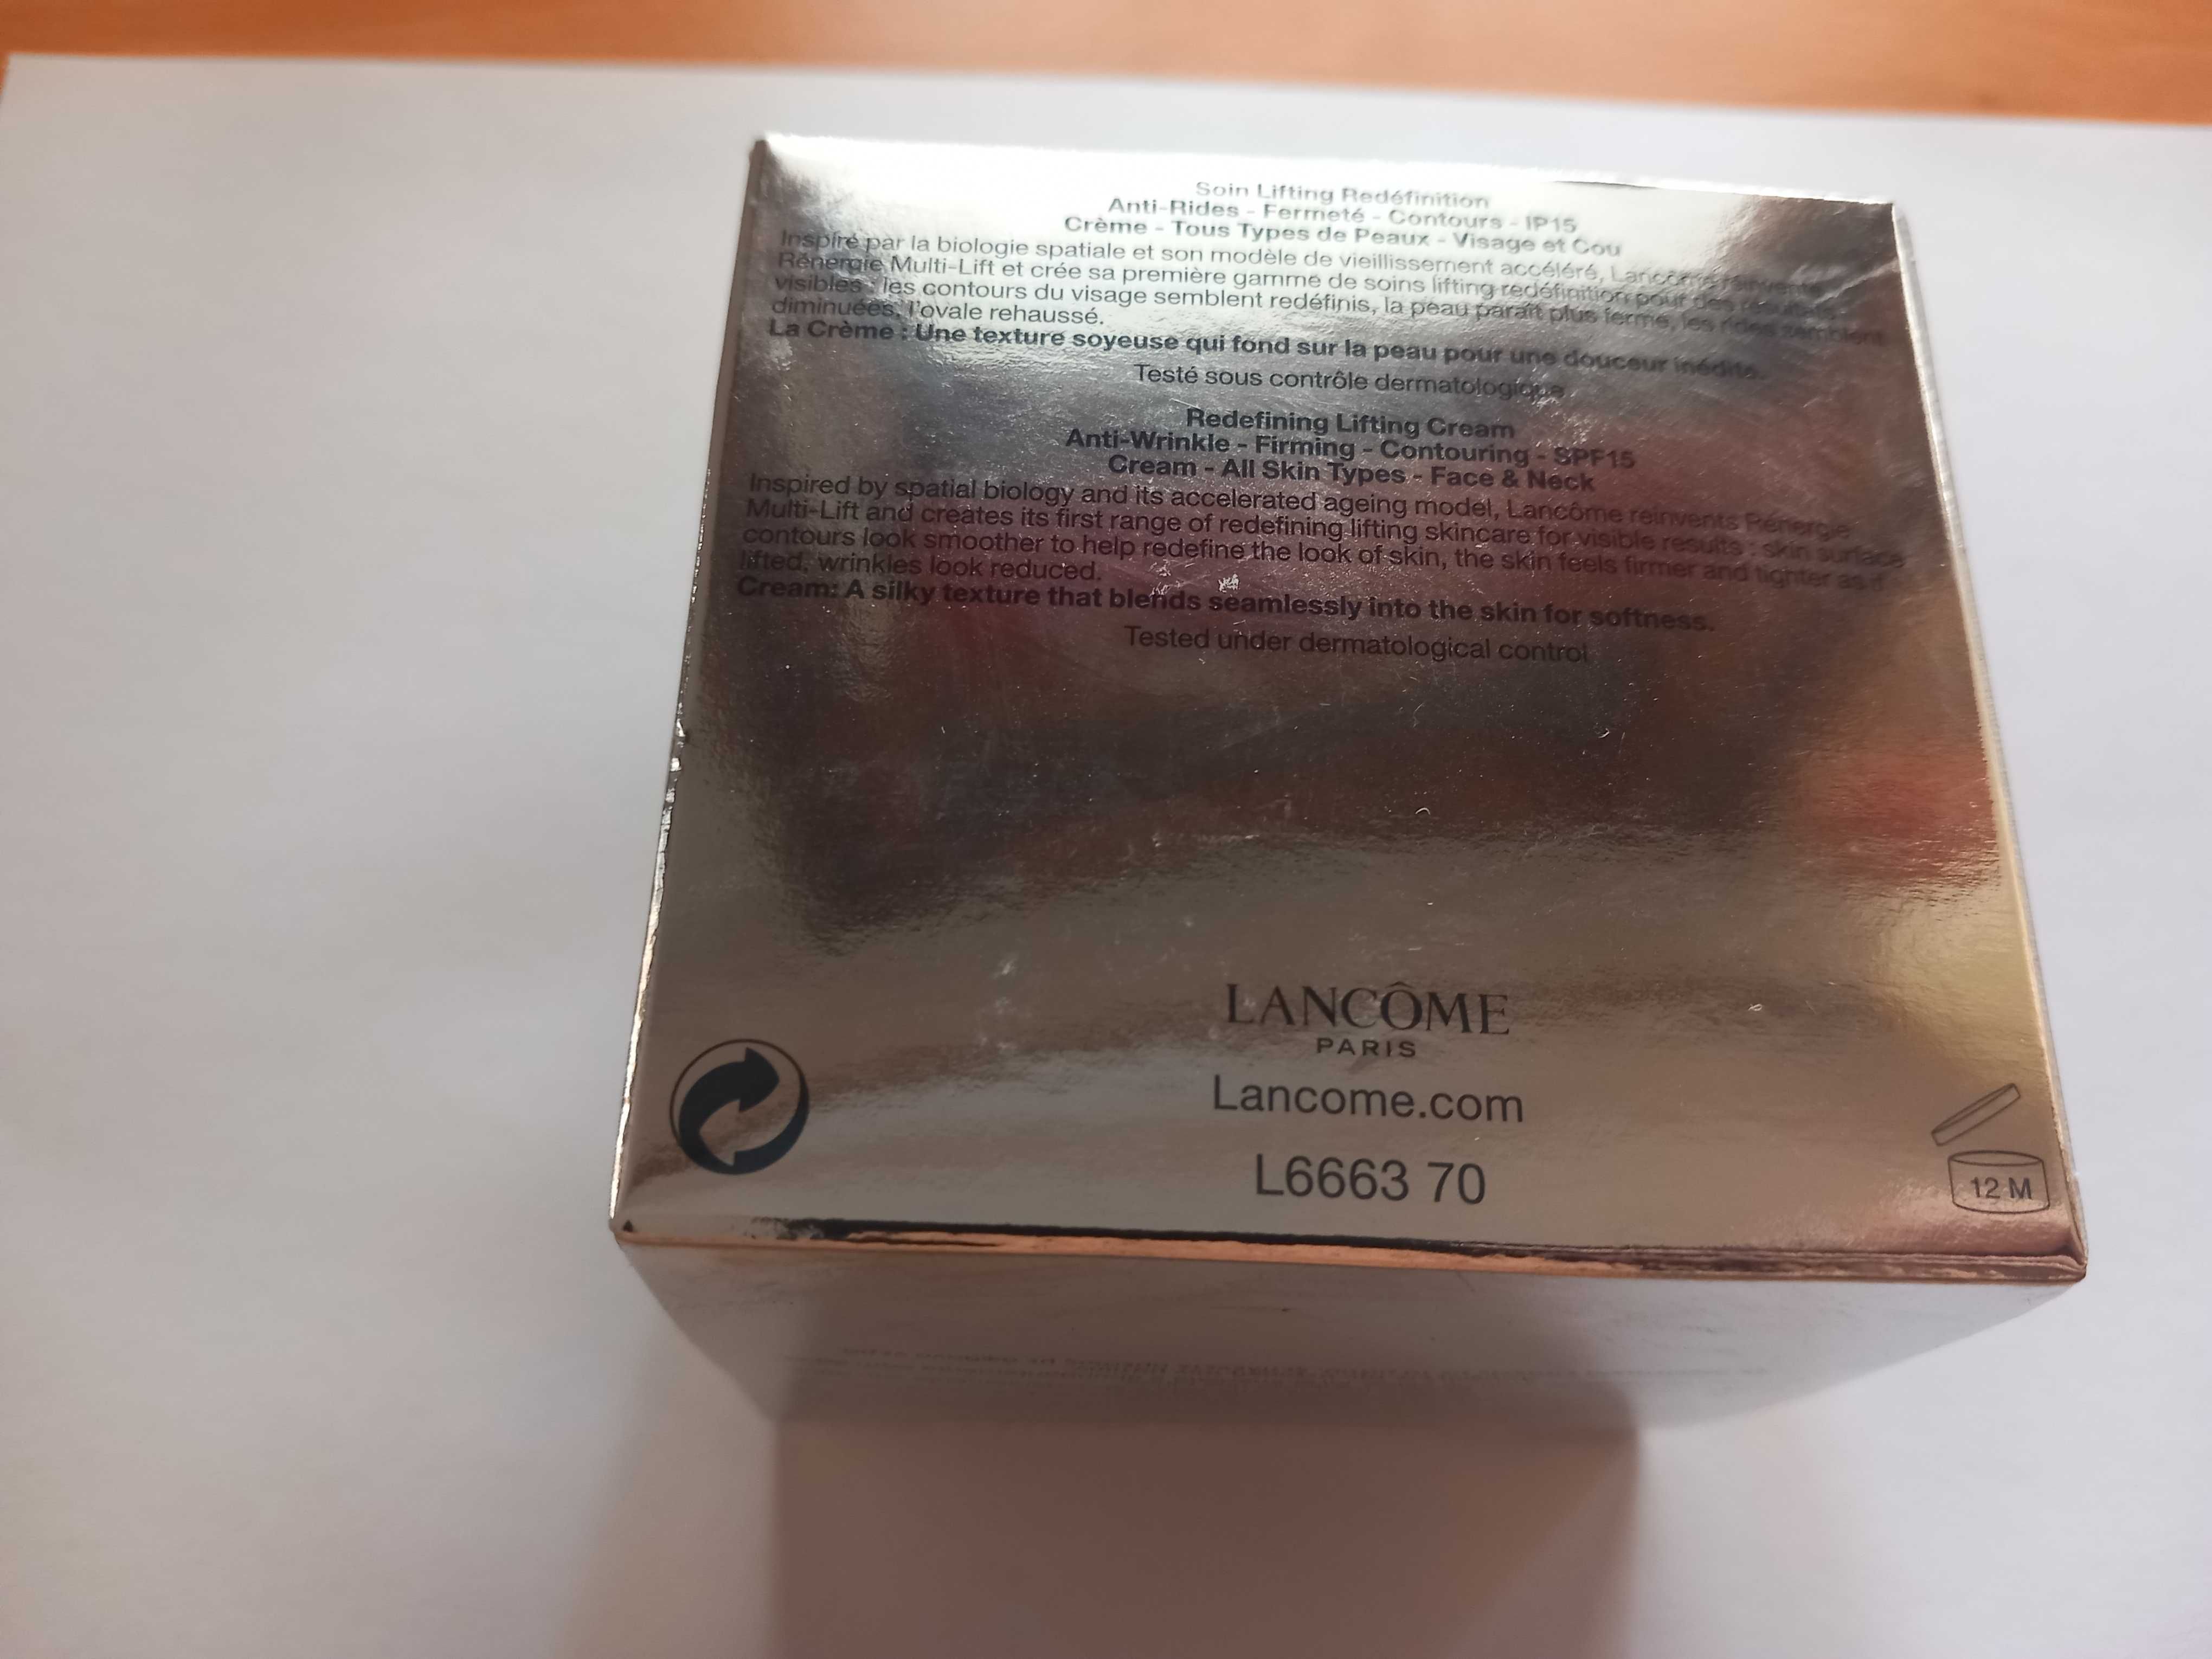 Soin Lifting Redéfinition
Anti-Rides - Fermeté - Contours - IP15
Crème - Tous Types de Peaux - Visage et Cou
Inspiré par la biologie spatiale et son modèle de vieillissement accéléré, Lancôme réinvente
Rénergie Multi-Lift et crée sa première gamme de soins lifting redéfinition pour des résultats
visibles : les contours du visage semblent redéfinis, la peau paraît plus ferme, les rides semblent
diminuées, l'ovale rehaussé.
La Crème : Une texture soyeuse qui fond sur la peau pour une douceur inédite.
Testé sous contrôle dermatologique
Redefining Lifting Cream
Anti-Wrinkle - Firming - Contouring - SPF15
Cream - All Skin Types - Face & Neck
Inspired by spatial biology and its accelerated ageing model, Lancôme reinvents Rénergie
Multi-Lift and creates its first range of redefining lifting skincare for visible results : skin surface
contours look smoother to help redefine the look of skin, the skin feels firmer and tighter as if
lifted, wrinkles look reduced.
Cream: A silky texture that blends seamlessly into the skin for softness.
Tested under dermatological control
LANCÔME
PARIS
Lancome.com
L6663 70
12 M